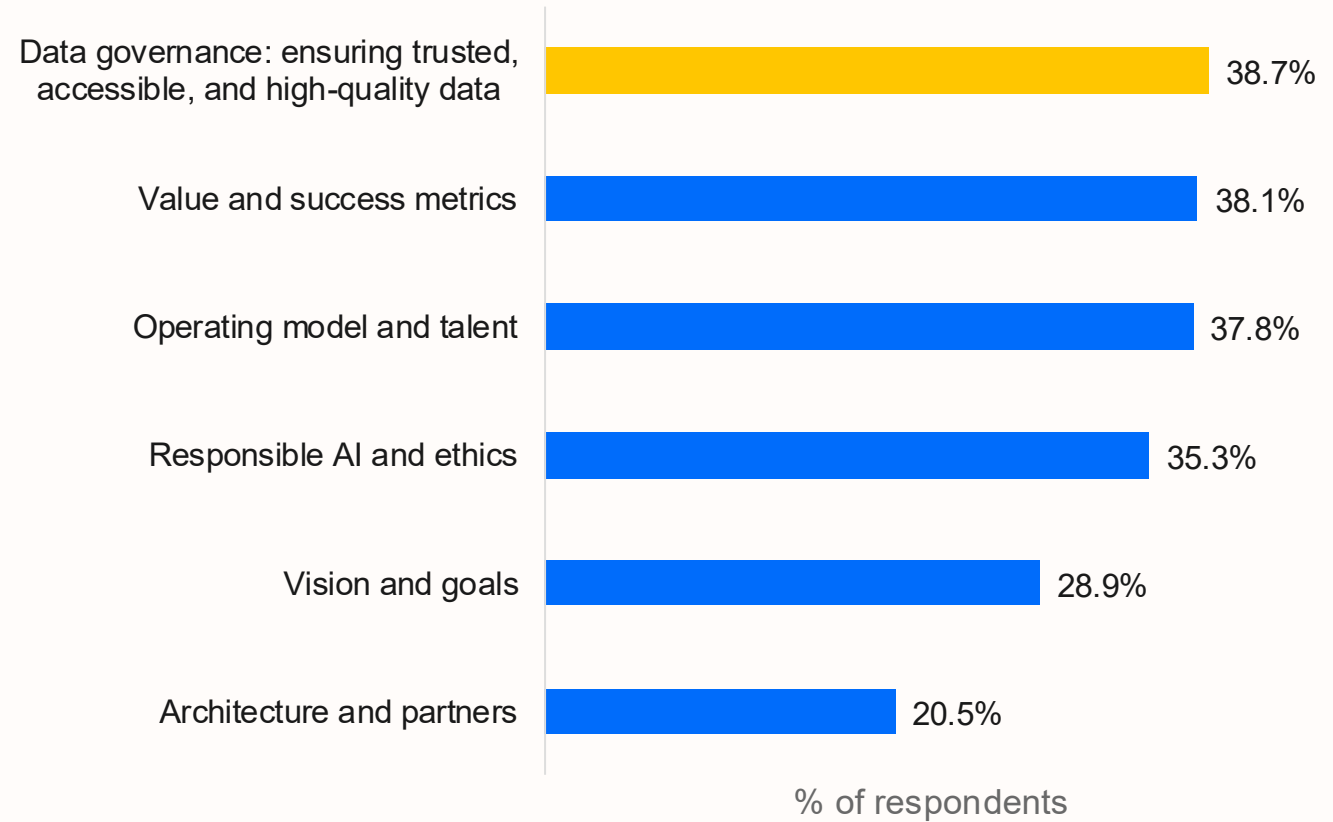 Data governance: ensuring trusted,
accessible, and high-quality data
38.7%
Value and success metrics
38.1%
Operating model and talent
37.8%
Responsible AI and ethics
35.3%
Vision and goals
28.9%
Architecture and partners
20.5%
% of respondents